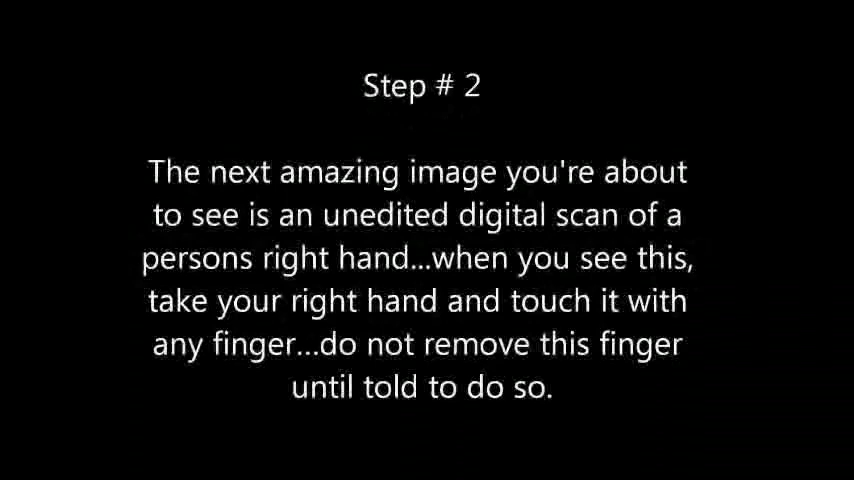 Step # 2
The next amazing image you're about
to see is an unedited digital scan of a
persons right hand...when you see this,
take your right hand and touch it with
any finger...do not remove this finger
until told to do so.